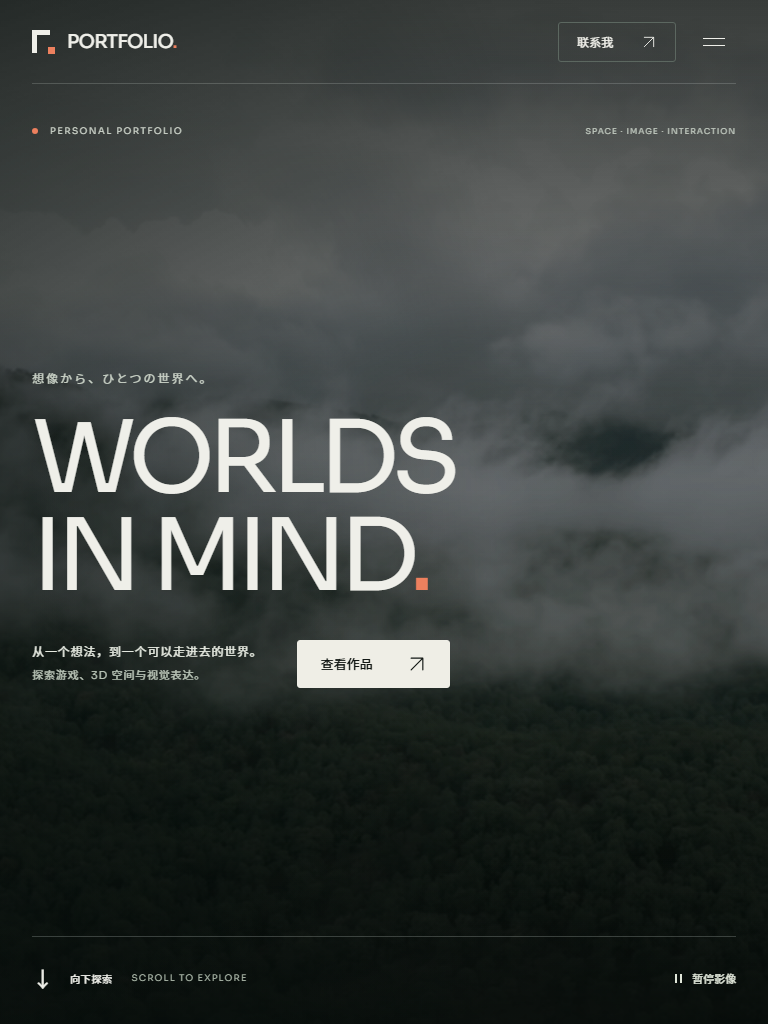 PORTFOLIO.
联系我
PERSONAL PORTFOLIO
SPACE · IMAGE · INTERACTION
想像から、ひとつの世界へ。
WORLDS
IN MIND.
从一个想法，到一个可以走进去的世界。
探索游戏、3D 空间与视觉表达。
查看作品
向下探索
SCROLL TO EXPLORE
暂停影像